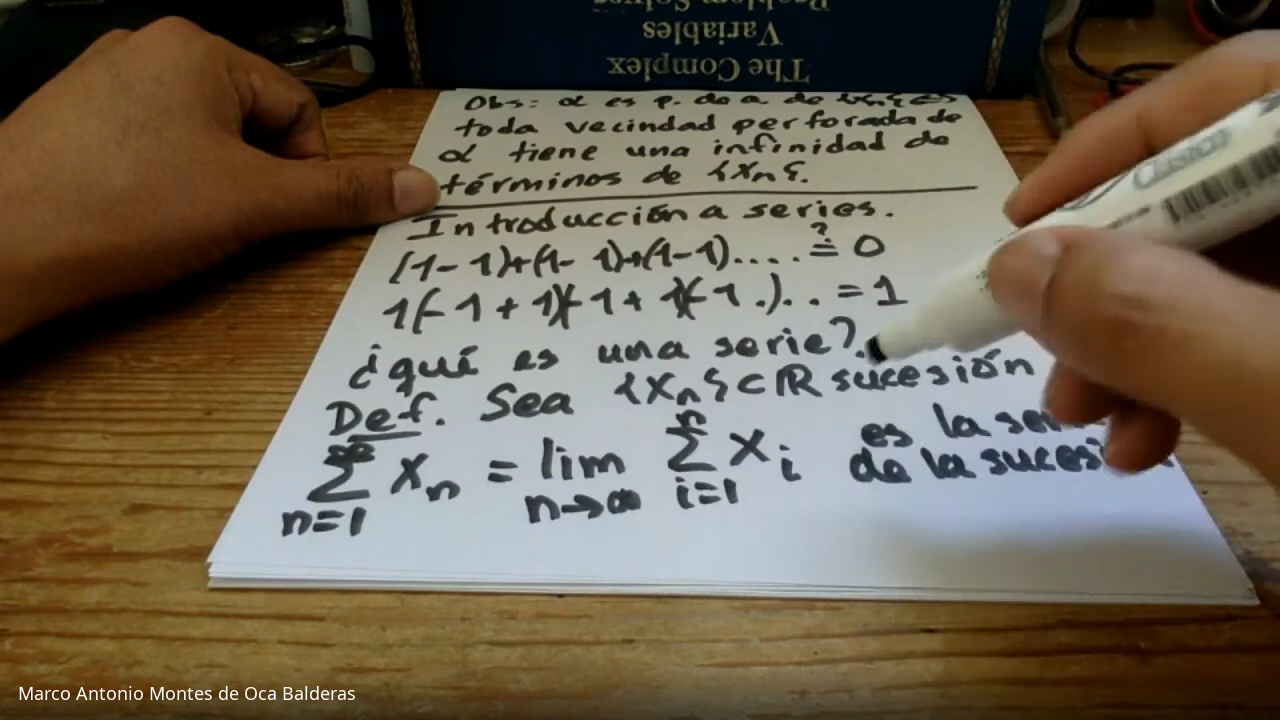 Problem Solver
Variables
The Complex
Obs: α es p. de a de {Xn} ⇔
toda vecindad perforada de
α tiene una infinidad de
términos de {Xn}.
Introducción a series.
(1-1)+(1-1)+(1-1)....≟0
1(-1+1)(-1+1)(-1.)..=1
¿qué es una serie?.
Def. Sea {Xn}⊂ℝ sucesión
∞ Σ n=1 Xn = lim n→∞ n Σ i=1 Xi es la
de la
CLASICO
Marco Antonio Montes de Oca Balderas